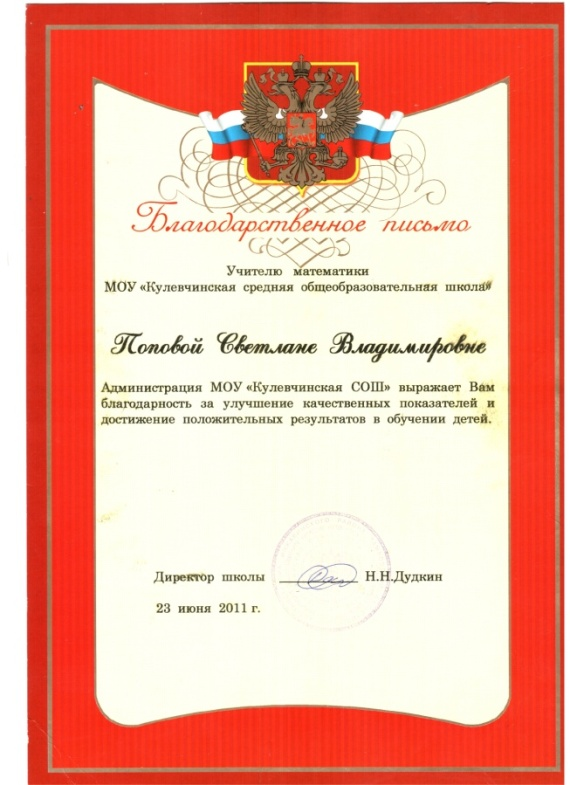 Благодарственное письмо
Учителю математики
МОУ «Кулевчинская средняя общеобразовательная школа»
Поповой Светлане Владимировне
Администрация МОУ «Кулевчинская СОШ» выражает Вам
благодарность за улучшение качественных показателей и
достижение положительных результатов в обучении детей.
Директор школы Н.Н.Дудкин
23 июня 2011 г.